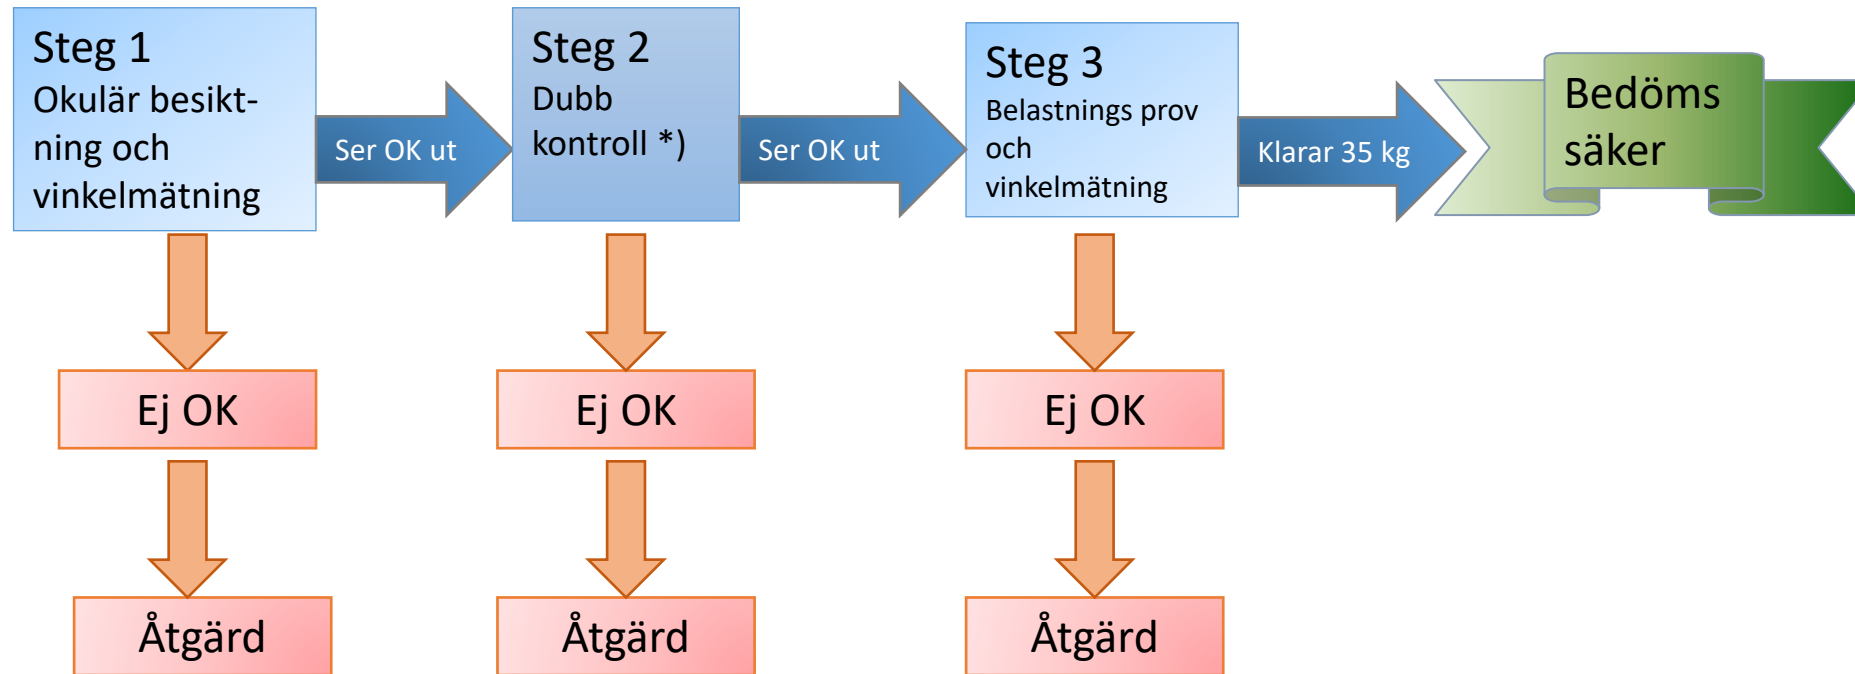 Steg 1
Okulär besikt-
ning och
vinkelmätning
Ser OK ut
Steg 2
Dubb
kontroll *)
Ser OK ut
Steg 3
Belastnings prov
och
vinkelmätning
Klarar 35 kg
Bedöms
säker
Ej OK
Ej OK
Ej OK
Åtgärd
Åtgärd
Åtgärd